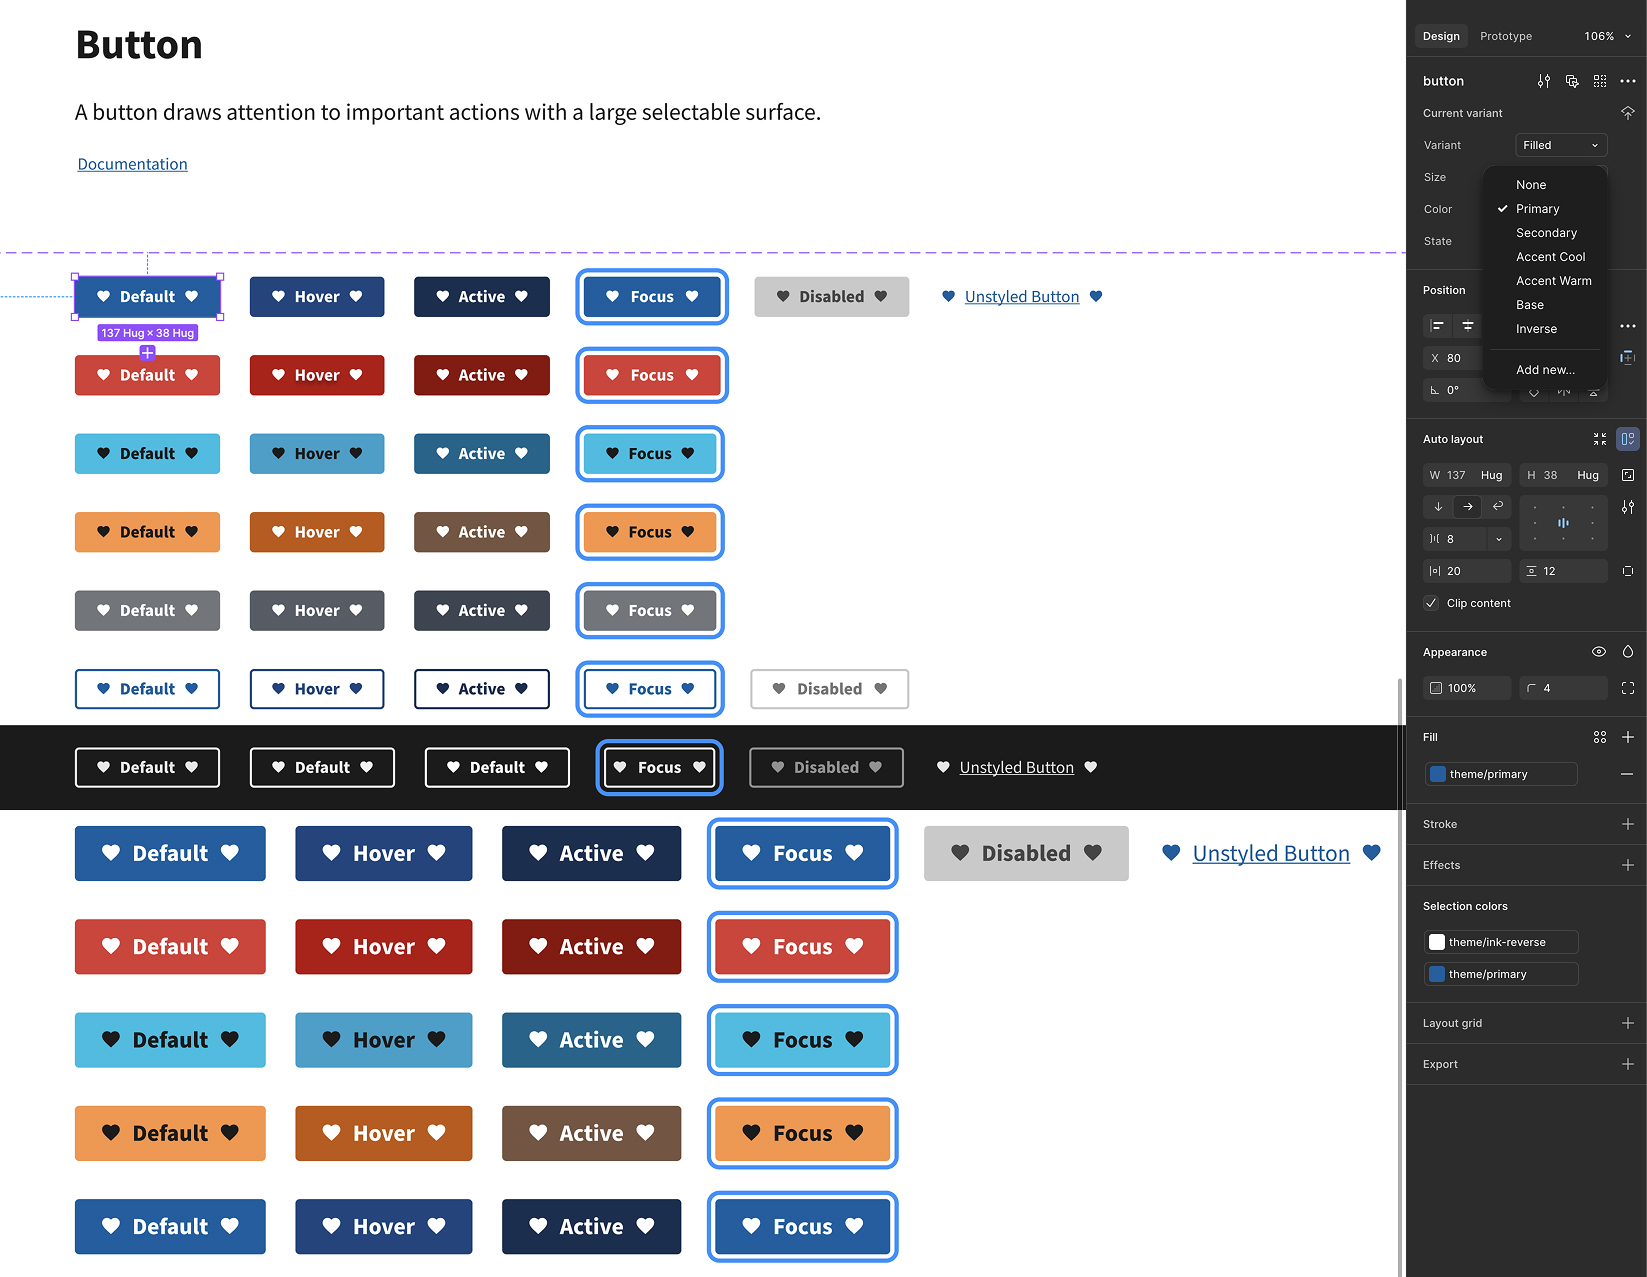 Button
A button draws attention to important actions with a large selectable surface.
Documentation
Default Hover Active Focus Disabled Unstyled Button
137 Hug × 38 Hug
Default Hover Active Focus
Default Hover Active Focus
Default Hover Active Focus
Default Hover Active Focus
Default Hover Active Focus Disabled
Default Default Default Focus Disabled Unstyled Button
Default Hover Active Focus Disabled Unstyled Button
Default Hover Active Focus
Default Hover Active Focus
Default Hover Active Focus
Default Hover Active Focus
Design Prototype 106%
button
Current variant
Variant Filled
Size
Color
State
None
Primary
Secondary
Accent Cool
Accent Warm
Base
Inverse
Add new...
Position
X 80
0°
Auto layout
W 137 Hug H 38 Hug
8
20 12
Clip content
Appearance
100% 4
Fill
theme/primary
Stroke
Effects
Selection colors
theme/ink-reverse
theme/primary
Layout grid
Export